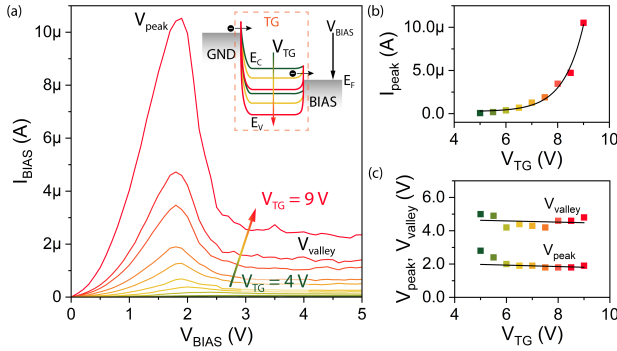 (a)
10µ
8µ
6µ
4µ
2µ
0
I_BIAS (A)
0 1 2 3 4 5
V_BIAS (V)
V_peak
TG
V_TG
V_BIAS
GND
E_C
E_F
BIAS
E_V
V_TG = 9 V
V_valley
V_TG = 4 V
(b)
10.0µ
5.0µ
0.0
I_peak (A)
4 6 8 10
V_TG (V)
(c)
6.0
4.0
2.0
0.0
V_peak, V_valley (V)
V_valley
V_peak
4 6 8 10
V_TG (V)